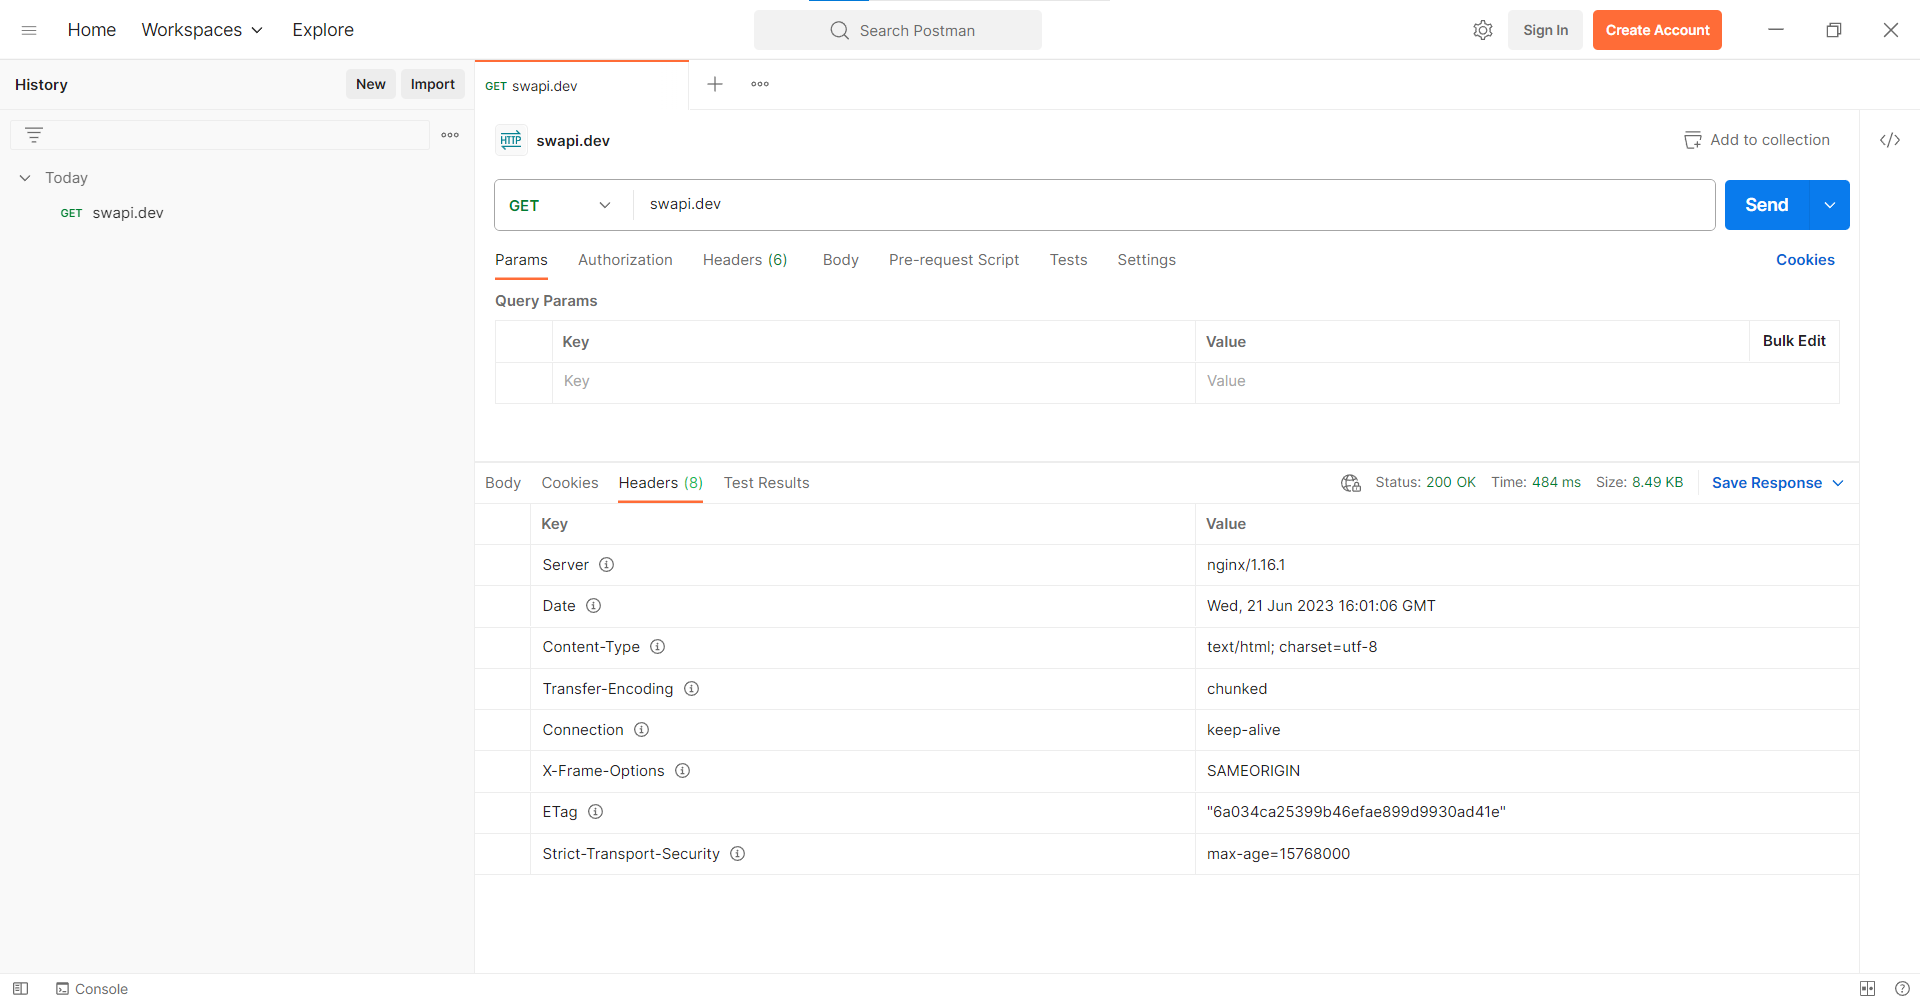 Home Workspaces Explore Search Postman Sign In Create Account
History New Import
GET swapi.dev
Today
GET swapi.dev
HTTP swapi.dev Add to collection
GET swapi.dev Send
Params Authorization Headers (6) Body Pre-request Script Tests Settings Cookies
Query Params
Key Value Bulk Edit
Key Value
Body Cookies Headers (8) Test Results Status: 200 OK Time: 484 ms Size: 8.49 KB Save Response
Key Value
Server nginx/1.16.1
Date Wed, 21 Jun 2023 16:01:06 GMT
Content-Type text/html; charset=utf-8
Transfer-Encoding chunked
Connection keep-alive
X-Frame-Options SAMEORIGIN
ETag "6a034ca25399b46efae899d9930ad41e"
Strict-Transport-Security max-age=15768000
Console